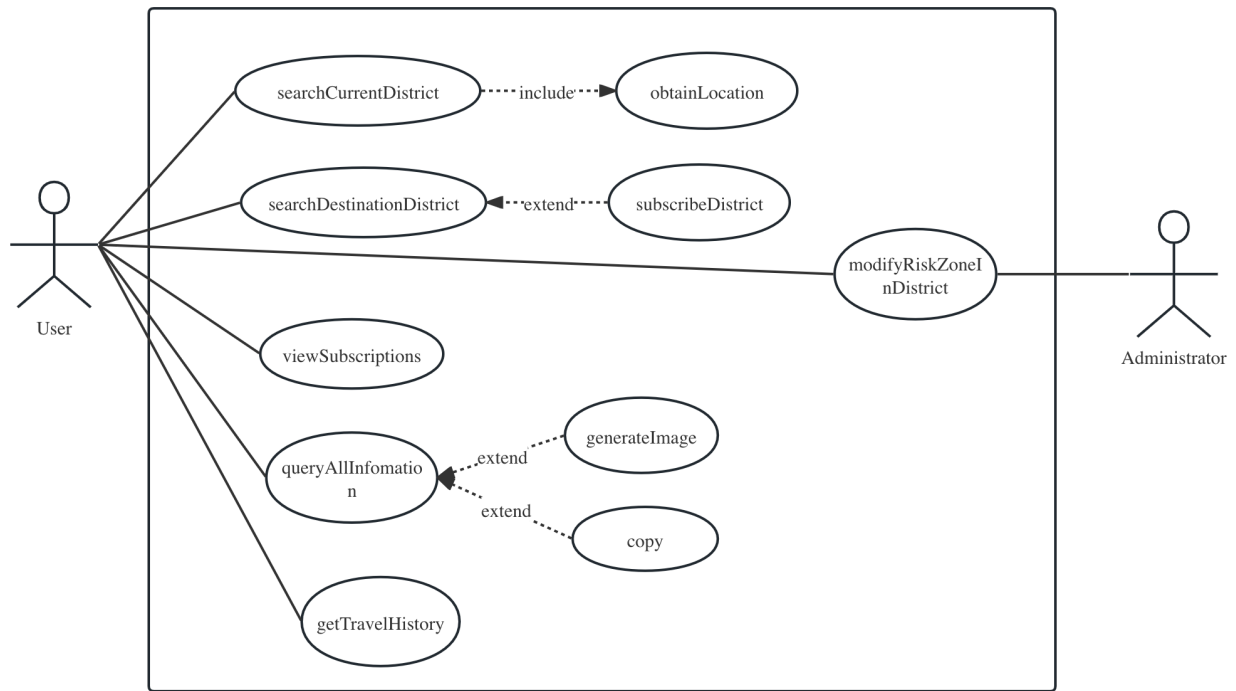 searchCurrentDistrict
include
obtainLocation
searchDestinationDistrict
extend
subscribeDistrict
modifyRiskZoneI
nDistrict
User
Administrator
viewSubscriptions
generateImage
extend
queryAllInfomatio
n
extend
copy
getTravelHistory